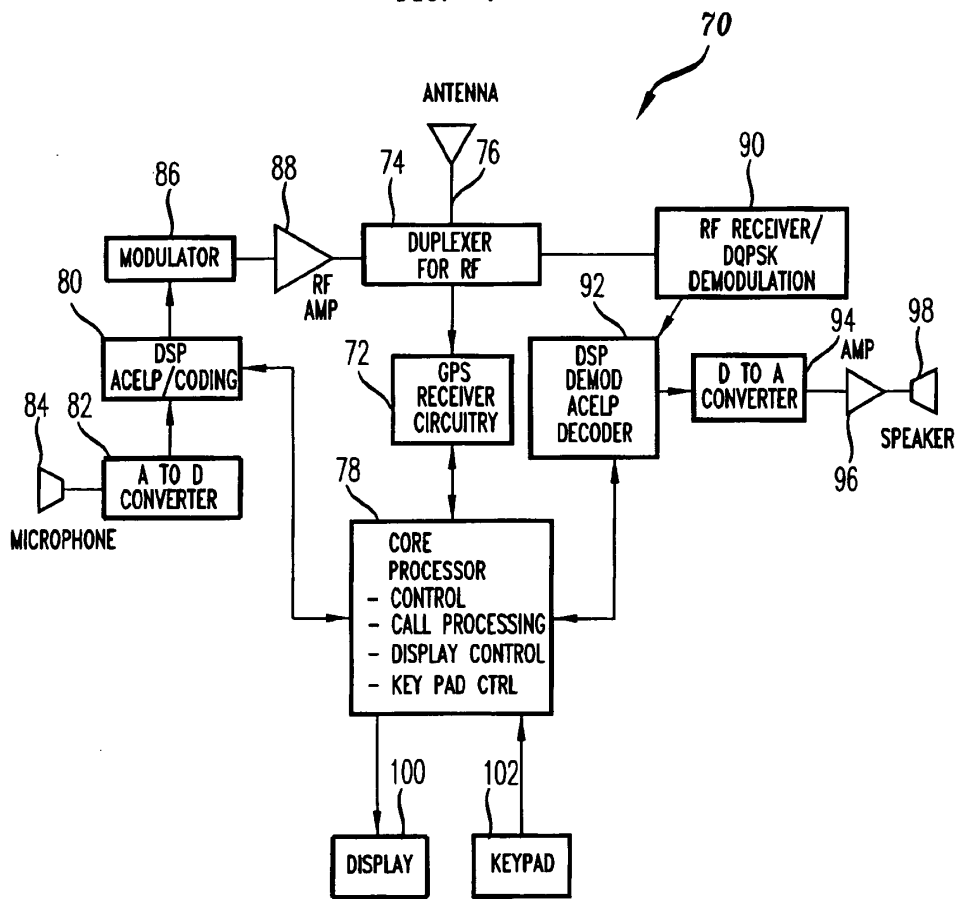 70
ANTENNA
86
88
74
76
90
MODULATOR
RF
AMP
DUPLEXER
FOR RF
RF RECEIVER/
DQPSK
DEMODULATION
80
DSP
ACELP/CODING
72
GPS
RECEIVER
CIRCUITRY
92
DSP
DEMOD
ACELP
DECODER
94
D TO A
CONVERTER
AMP
96
98
SPEAKER
84
MICROPHONE
82
A TO D
CONVERTER
78
CORE
PROCESSOR
- CONTROL
- CALL PROCESSING
- DISPLAY CONTROL
- KEY PAD CTRL
100
DISPLAY
102
KEYPAD